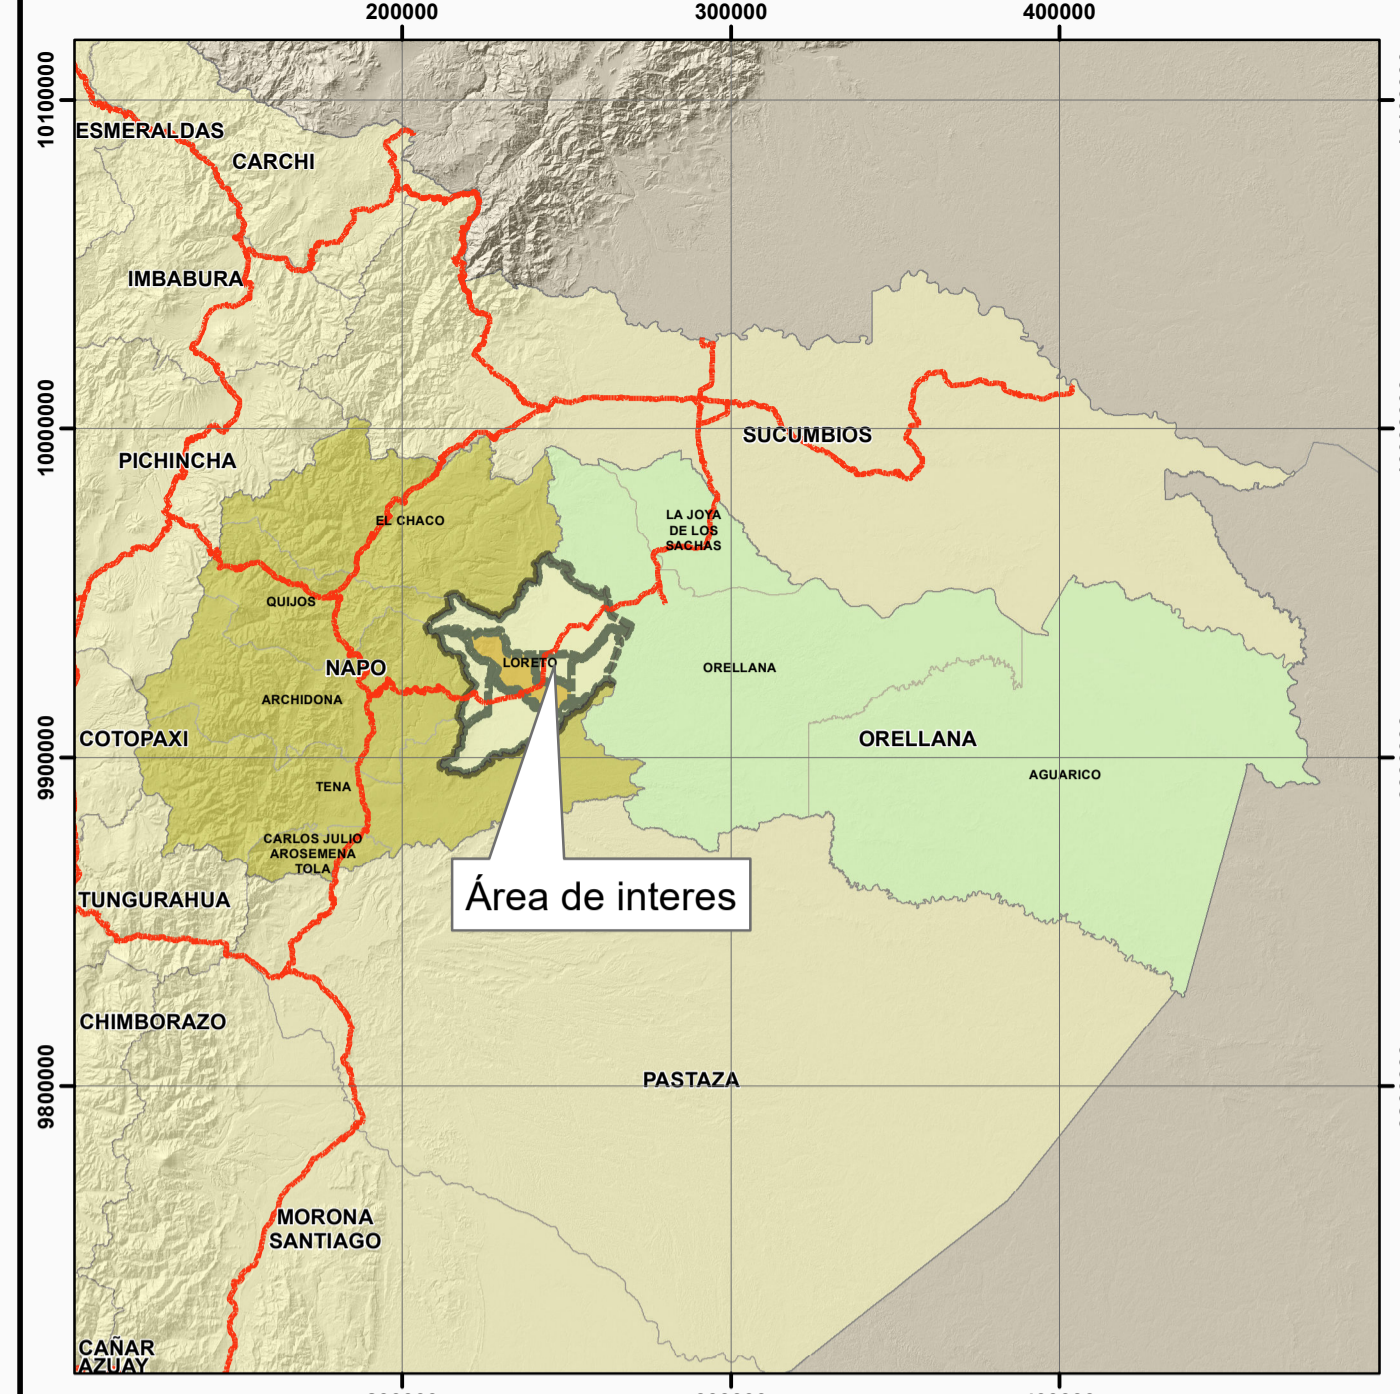 200000
300000
400000
10100000
ESMERALDAS
CARCHI
IMBABURA
10000000
SUCUMBIOS
PICHINCHA
EL CHACO
LA JOYA
DE LOS
SACHAS
QUIJOS
LORETO
NAPO
ORELLANA
ARCHIDONA
COTOPAXI
ORELLANA
9900000
AGUARICO
TENA
CARLOS JULIO
AROSEMENA
TOLA
Área de interes
TUNGURAHUA
CHIMBORAZO
9800000
PASTAZA
MORONA
SANTIAGO
CAÑAR
AZUAY